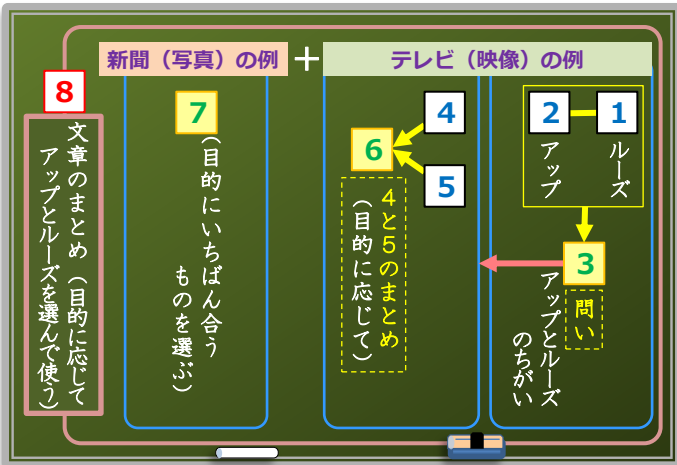 新聞（写真）の例
＋
テレビ（映像）の例
1
ルーズ
2
アップ
3
問い
アップとルーズ
のちがい
4
5
6
４と５のまとめ
（目的に応じて）
7
（目的にいちばん合う
ものを選ぶ）
8
文章のまとめ（目的に応じて
アップとルーズを選んで使う）